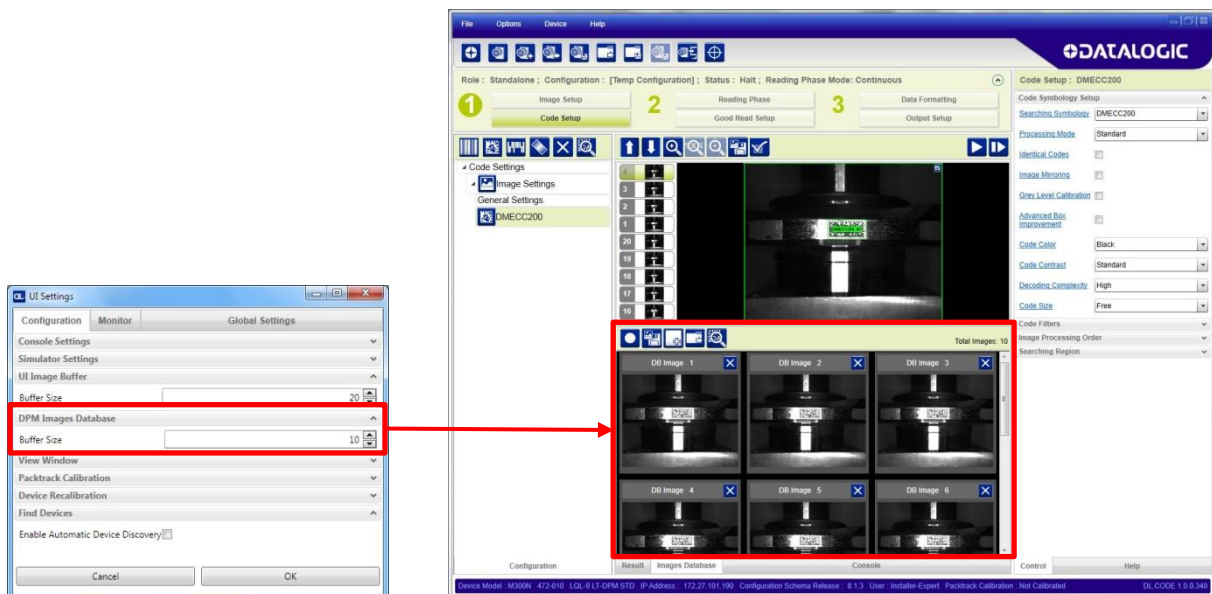 UI Settings
Configuration Monitor Global Settings
Console Settings
Simulator Settings
UI Image Buffer
Buffer Size 20
DPM Images Database
Buffer Size 10
View Window
Packtrack Calibration
Device Recalibration
Find Devices
Enable Automatic Device Discovery
Cancel OK
File Options Device Help
DATALOGIC
Role : Standalone ; Configuration : [Temp Configuration] ; Status : Halt ; Reading Phase Mode: Continuous
1 Image Setup 2 Reading Phase 3 Data Formatting
Code Setup Good Read Setup Output Setup
Code Settings
Image Settings
General Settings
DMECC200
4
3
2
1
20
19
18
17
16
Total Images: 10
DB Image 1 DB Image 2 DB Image 3
DB Image 4 DB Image 5 DB Image 6
Configuration Result Images Database Console
Code Setup : DMECC200
Code Symbology Setup
Searching Symbology DMECC200
Processing Mode Standard
Identical Codes
Image Mirroring
Grey Level Calibration
Advanced Box
Improvement
Code Color Black
Code Contrast Standard
Decoding Complexity High
Code Size Free
Code Filters
Image Processing Order
Searching Region
Control Help
Device Model : M300N 472-010 LQL-9 LT-DPM STD IP Address : 172.27.101.190 Configuration Schema Release : 8.1.3 User : Installer-Expert Packtrack Calibration : Not Calibrated DL.CODE 1.0.0.340